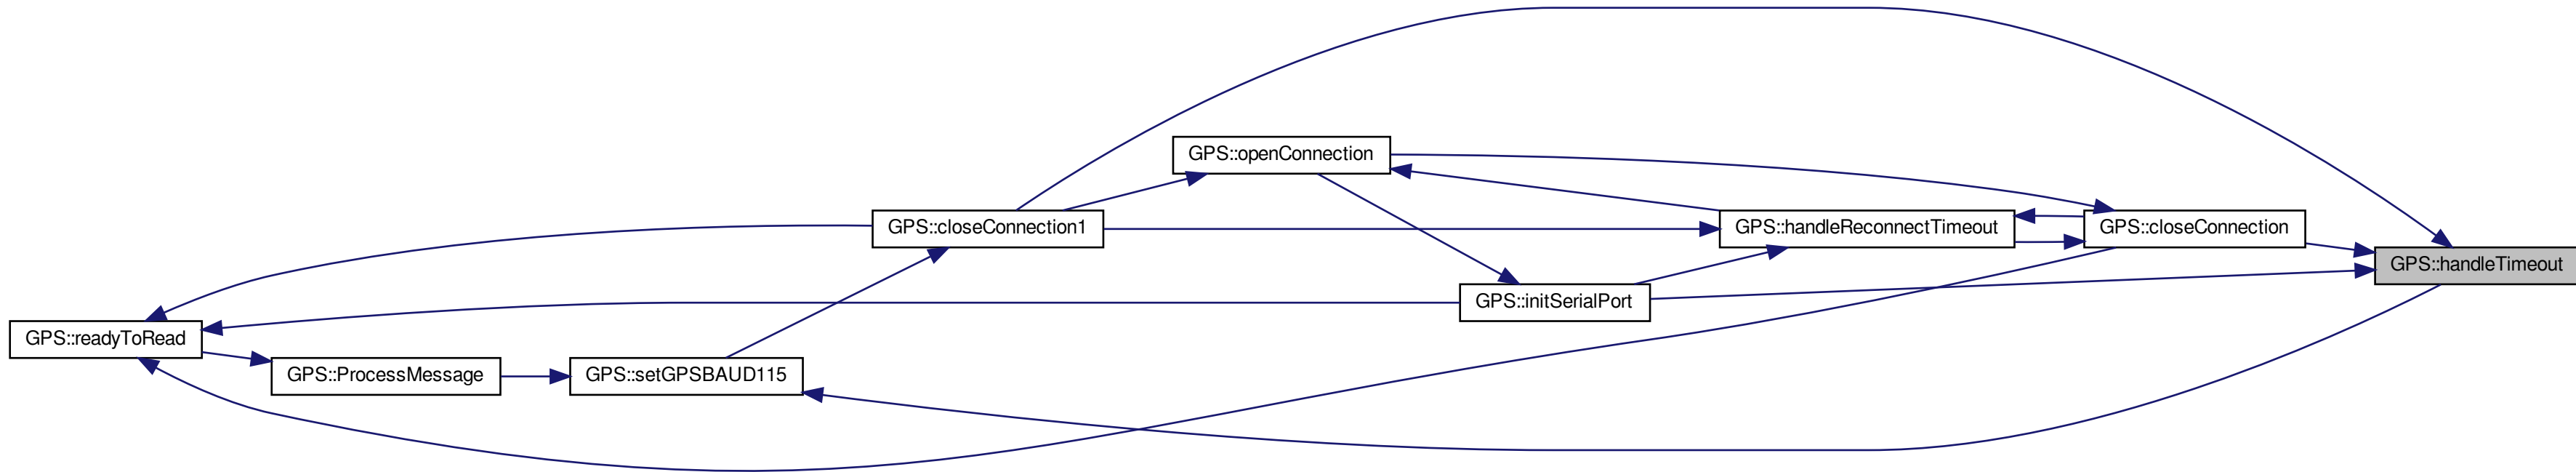 GPS::openConnection
GPS::closeConnection1
GPS::handleReconnectTimeout
GPS::closeConnection
GPS::handleTimeout
GPS::initSerialPort
GPS::readyToRead
GPS::ProcessMessage
GPS::setGPSBAUD115